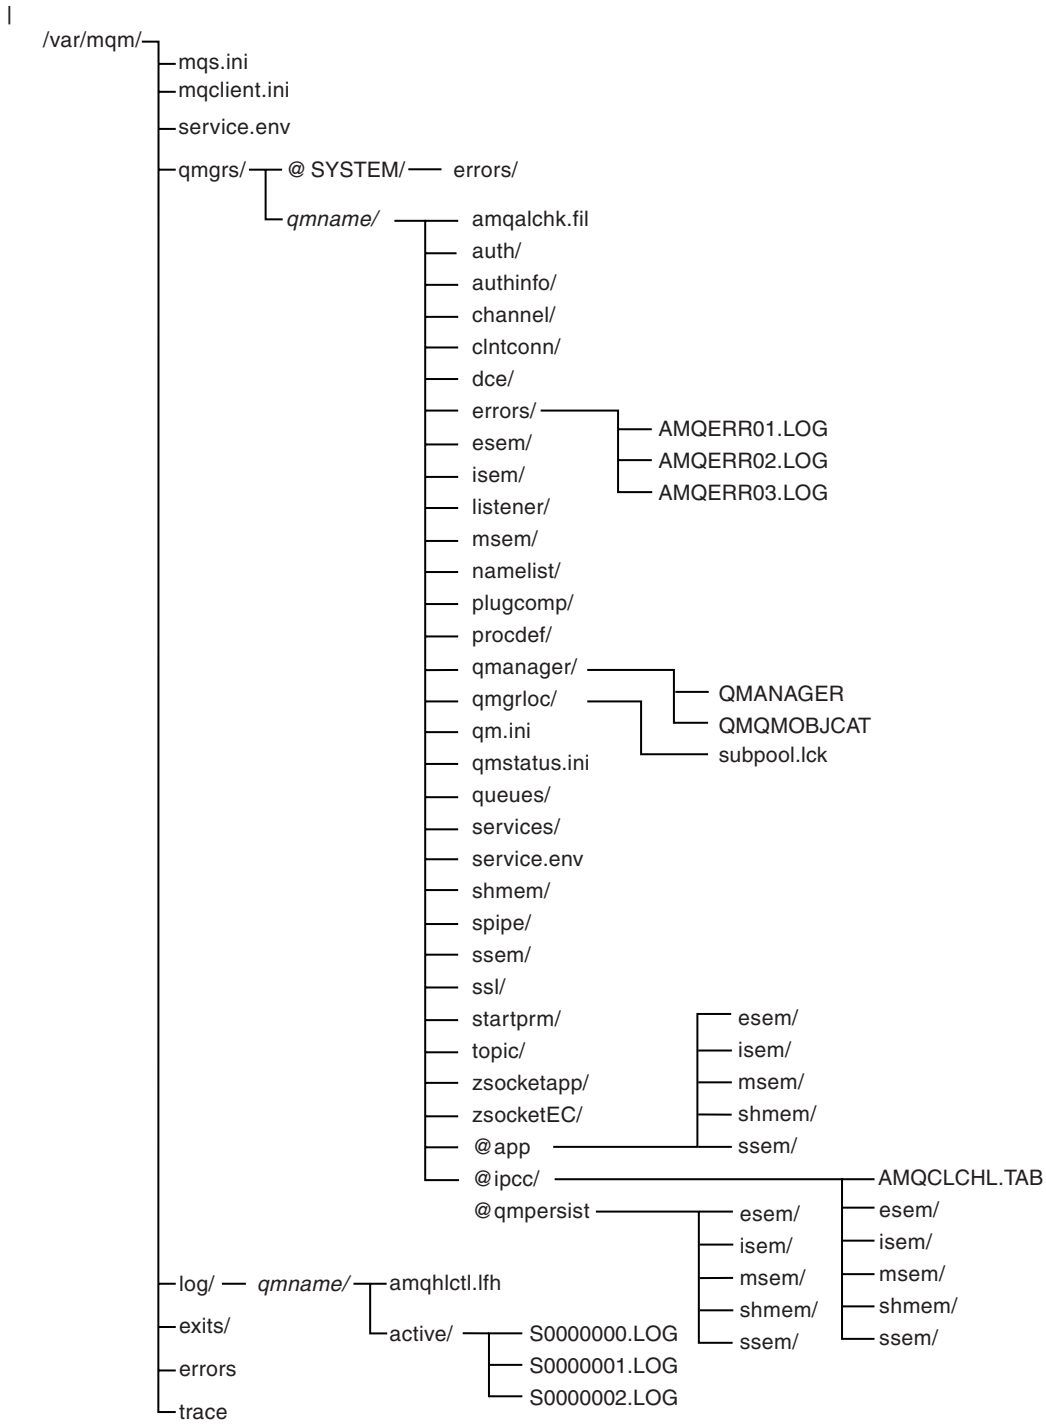 |
/var/mqm/
mqs.ini
mqclient.ini
service.env
qmgrs/ @ SYSTEM/ errors/
qmname/ amqalchk.fil
auth/
authinfo/
channel/
clntconn/
dce/
errors/
AMQERR01.LOG
esem/
AMQERR02.LOG
isem/
AMQERR03.LOG
listener/
msem/
namelist/
plugcomp/
procdef/
qmanager/
QMANAGER
qmgrloc/
QMQMOBJCAT
qm.ini
subpool.lck
qmstatus.ini
queues/
services/
service.env
shmem/
spipe/
ssem/
ssl/
startprm/ esem/
topic/ isem/
zsocketapp/ msem/
zsocketEC/ shmem/
@app ssem/
@ipcc/ AMQCLCHL.TAB
@qmpersist esem/ esem/
isem/ isem/
log/ qmname/ amqhlctl.lfh msem/ msem/
exits/ shmem/ shmem/
active/ S0000000.LOG ssem/ ssem/
errors S0000001.LOG
S0000002.LOG
trace